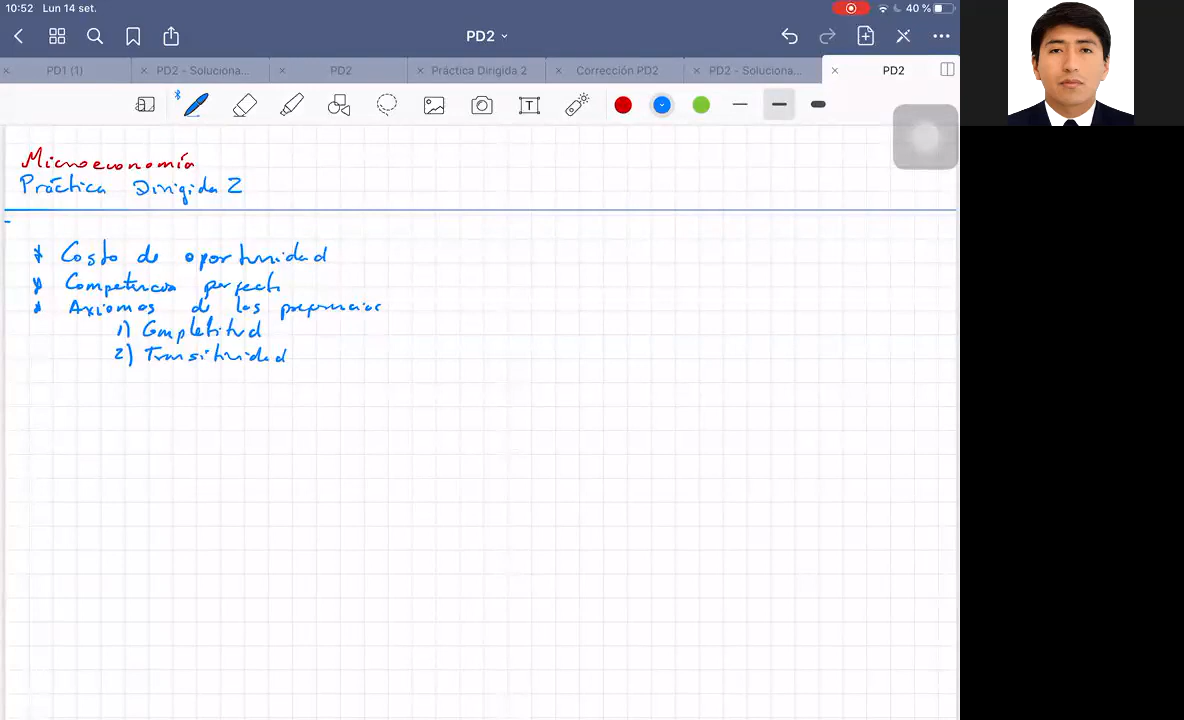 10:52 Lun 14 set. 40 %
PD2
PD1 (1) PD2 - Soluciona... PD2 Práctica Dirigida 2 Corrección PD2 PD2 - Soluciona... PD2
T
Microeconomía
Práctica Dirigida 2
* Costo de oportunidad
* Competencia perfecta
* Axiomas de las preferencias
1) Completitud
2) Transitividad